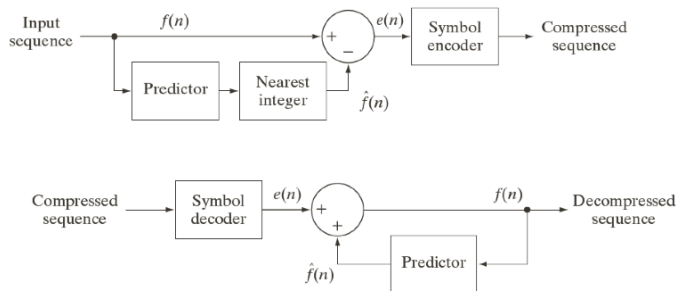 Input
sequence
f(n)
+
−
e(n)
Symbol
encoder
Compressed
sequence
Predictor
Nearest
integer
f̂(n)
Compressed
sequence
Symbol
decoder
e(n)
+
+
f(n)
Decompressed
sequence
Predictor
f̂(n)